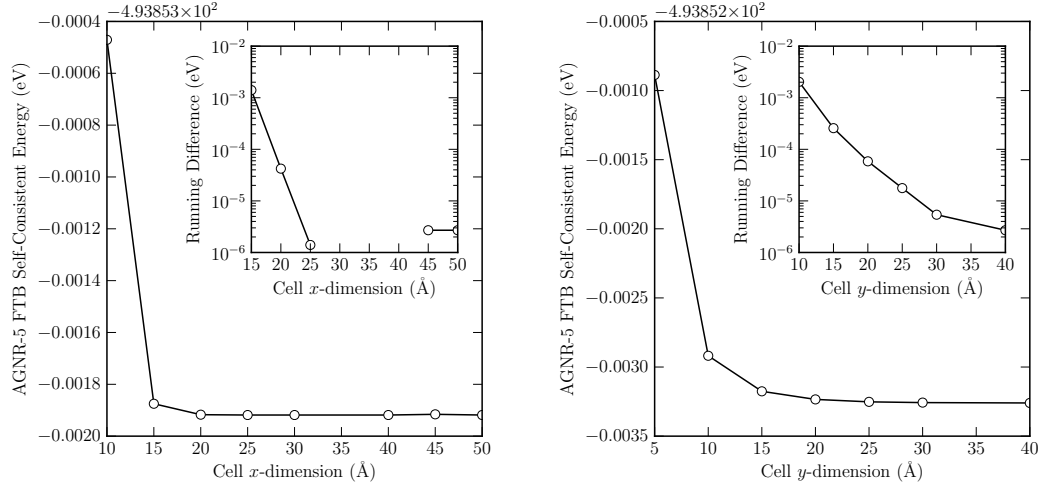 −4.93853×10²
AGNR-5 FTB Self-Consistent Energy (eV)
−0.0004
−0.0006
−0.0008
−0.0010
−0.0012
−0.0014
−0.0016
−0.0018
−0.0020
10 15 20 25 30 35 40 45 50
Cell x-dimension (Å)
Running Difference (eV)
10⁻²
10⁻³
10⁻⁴
10⁻⁵
10⁻⁶
15 20 25 30 35 40 45 50
Cell x-dimension (Å)
−4.93852×10²
AGNR-5 FTB Self-Consistent Energy (eV)
−0.0005
−0.0010
−0.0015
−0.0020
−0.0025
−0.0030
−0.0035
5 10 15 20 25 30 35 40
Cell y-dimension (Å)
Running Difference (eV)
10⁻²
10⁻³
10⁻⁴
10⁻⁵
10⁻⁶
10 15 20 25 30 35 40
Cell y-dimension (Å)